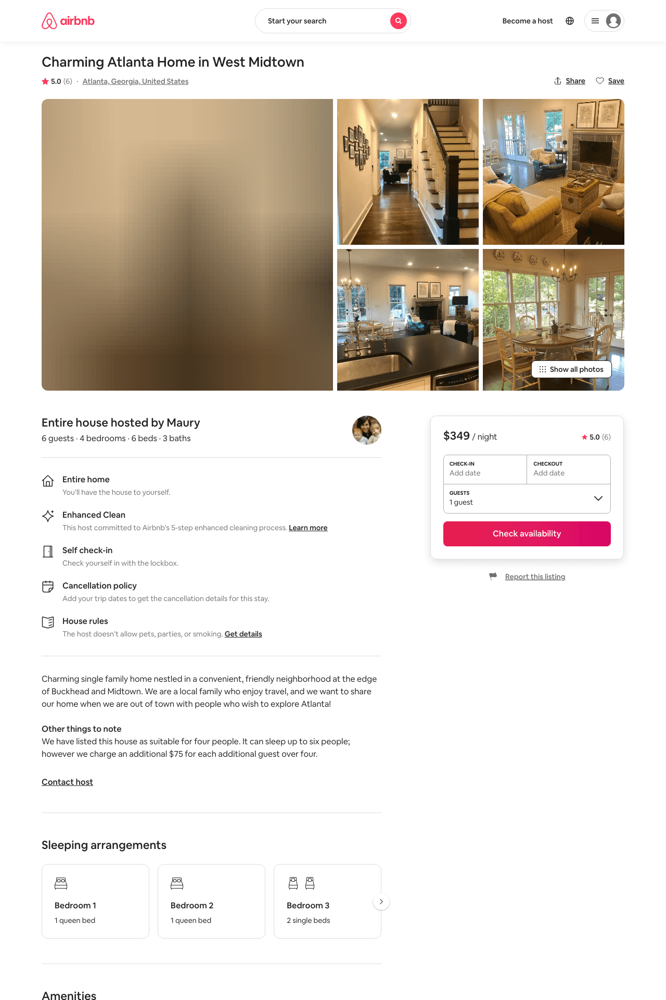 airbnb
Start your search
Become a host
Charming Atlanta Home in West Midtown
5.0 (6) · Atlanta, Georgia, United States
Share
Save
Show all photos
Entire house hosted by Maury
6 guests · 4 bedrooms · 6 beds · 3 baths
$349 / night
5.0 (6)
CHECK-IN
Add date
CHECKOUT
Add date
GUESTS
1 guest
Check availability
Report this listing
Entire home
You'll have the house to yourself.
Enhanced Clean
This host committed to Airbnb's 5-step enhanced cleaning process. Learn more
Self check-in
Check yourself in with the lockbox.
Cancellation policy
Add your trip dates to get the cancellation details for this stay.
House rules
The host doesn't allow pets, parties, or smoking. Get details
Charming single family home nestled in a convenient, friendly neighborhood at the edge
of Buckhead and Midtown. We are a local family who enjoy travel, and we want to share
our home when we are out of town with people who wish to explore Atlanta!
Other things to note
We have listed this house as suitable for four people. It can sleep up to six people;
however we charge an additional $75 for each additional guest over four.
Contact host
Sleeping arrangements
Bedroom 1
1 queen bed
Bedroom 2
1 queen bed
Bedroom 3
2 single beds
Amenities